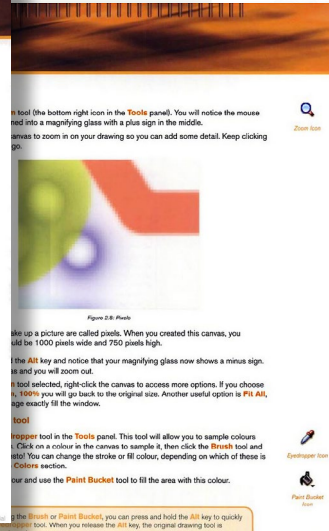 tool (the bottom right icon in the Tools panel). You will notice the mouse
ned into a magnifying glass with a plus sign in the middle.
canvas to zoom in on your drawing so you can add some detail. Keep clicking
go.
Zoom Icon
Figure 2.8: Pixels
ake up a picture are called pixels. When you created this canvas, you
uld be 1000 pixels wide and 750 pixels high.
the Alt key and notice that your magnifying glass now shows a minus sign.
as and you will zoom out.
tool selected, right-click the canvas to access more options. If you choose
100% you will go back to the original size. Another useful option is Fit All,
age exactly fill the window.
tool
dropper tool in the Tools panel. This tool will allow you to sample colours
Click on a colour in the canvas to sample it, then click the Brush tool and
sto! You can change the stroke or fill colour, depending on which of these is
Colors section.
our and use the Paint Bucket tool to fill the area with this colour.
Eyedropper Icon
Paint Bucket
Icon
g the Brush or Paint Bucket, you can press and hold the Alt key to quickly
dropper tool. When you release the Alt key, the original drawing tool is